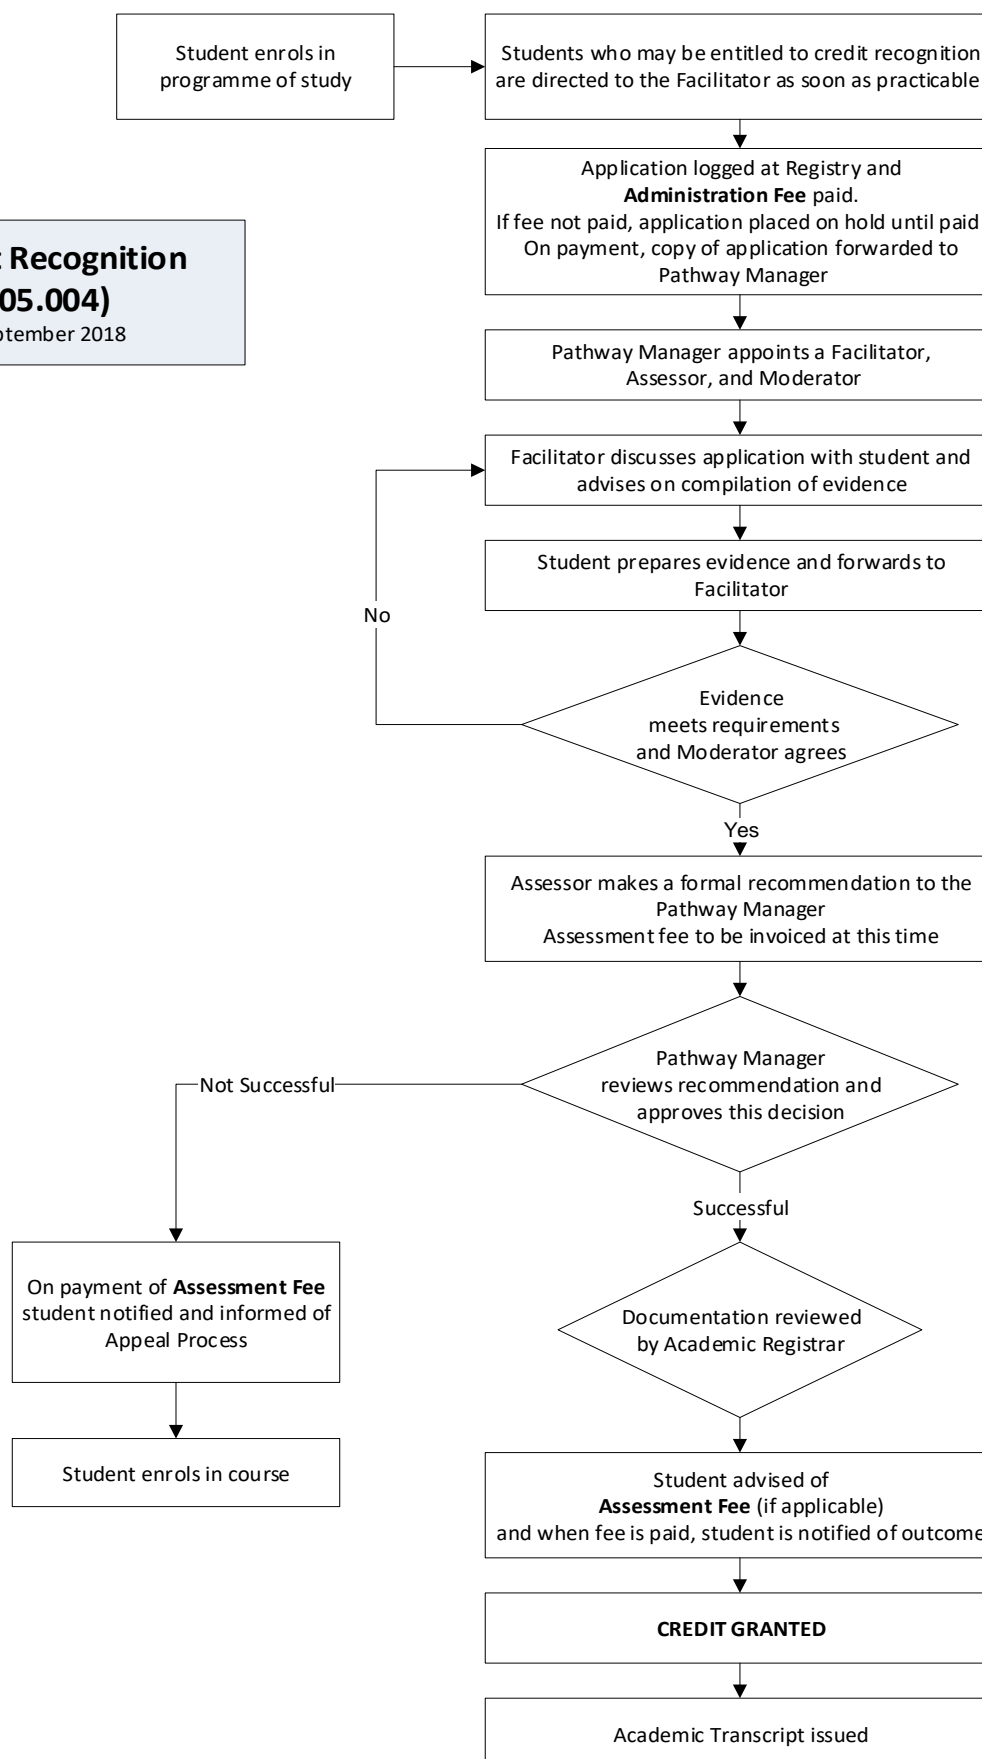 Student enrols in
programme of study
Students who may be entitled to credit recognition
are directed to the Facilitator as soon as practicable
Application logged at Registry and
Administration Fee paid.
If fee not paid, application placed on hold until paid
On payment, copy of application forwarded to
Pathway Manager
Recognition
05.004)
2018
Pathway Manager appoints a Facilitator,
Assessor, and Moderator
Facilitator discusses application with student and
advises on compilation of evidence
Student prepares evidence and forwards to
Facilitator
No
Evidence
meets requirements
and Moderator agrees
Yes
Assessor makes a formal recommendation to the
Pathway Manager
Assessment fee to be invoiced at this time
Pathway Manager
reviews recommendation and
approves this decision
Not Successful
Successful
On payment of Assessment Fee
student notified and informed of
Appeal Process
Documentation reviewed
by Academic Registrar
Student enrols in course
Student advised of
Assessment Fee (if applicable)
and when fee is paid, student is notified of outcome
CREDIT GRANTED
Academic Transcript issued